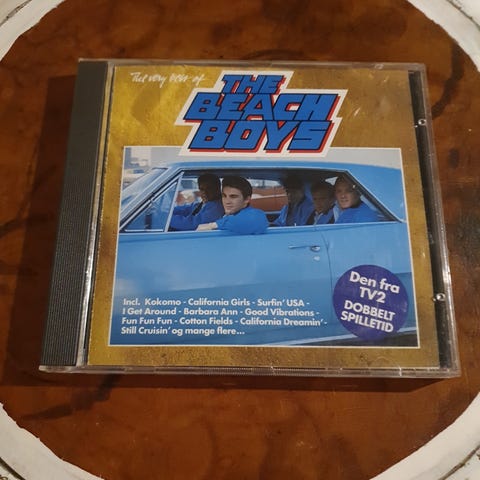 The very best of
THE
BEACH
BOYS
Incl. Kokomo - California Girls - Surfin' USA -
I Get Around - Barbara Ann - Good Vibrations -
Fun Fun Fun - Cotton Fields - California Dreamin' -
Still Cruisin' og mange flere...
Den fra
TV2
DOBBELT
SPILLETID